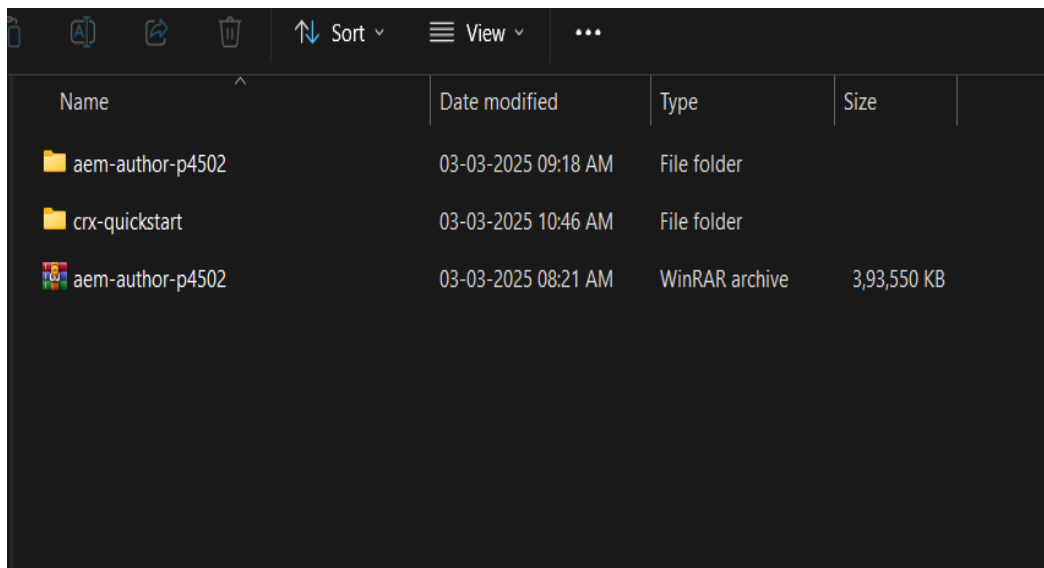 Sort View •••
Name Date modified Type Size
aem-author-p4502 03-03-2025 09:18 AM File folder
crx-quickstart 03-03-2025 10:46 AM File folder
aem-author-p4502 03-03-2025 08:21 AM WinRAR archive 3,93,550 KB